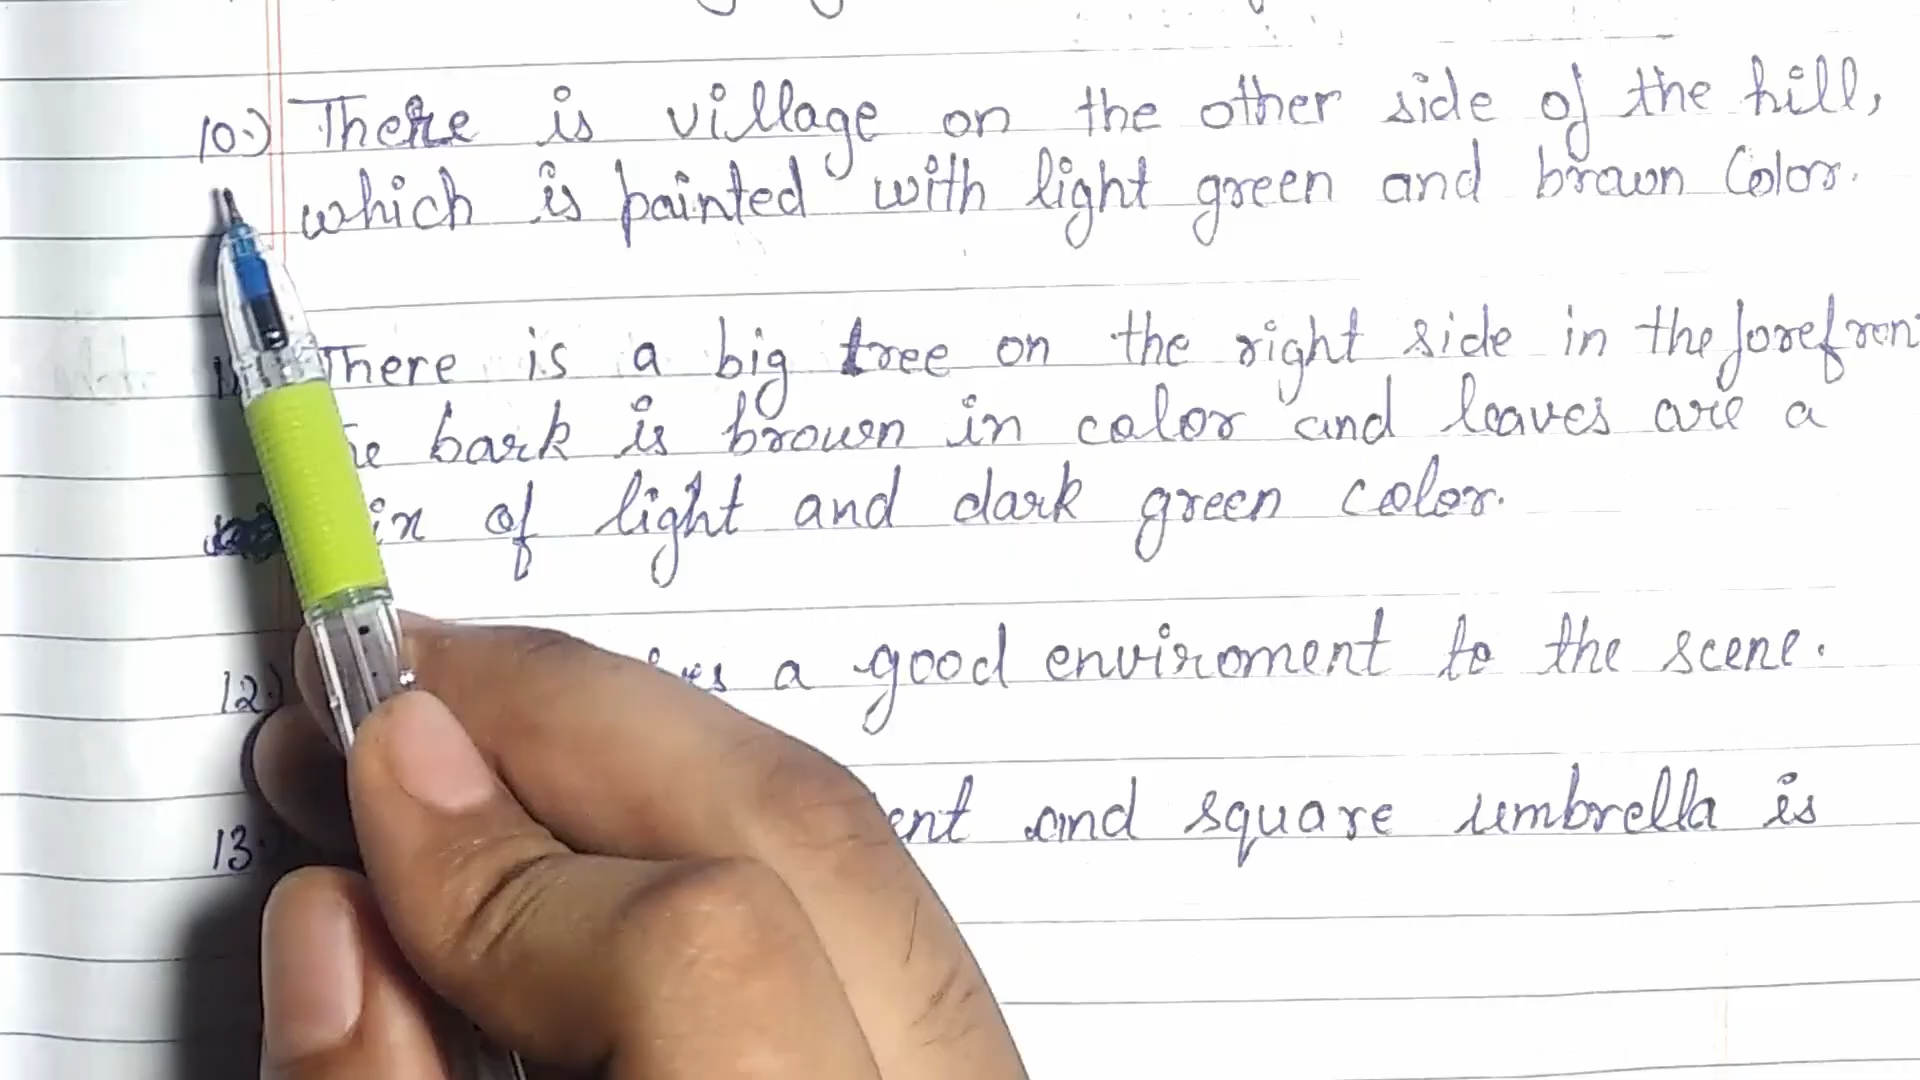 10.) There is village on the other side of the hill,
which is painted with light green and brown Color.
There is a big tree on the right side in the forefron
bark is brown in color and leaves are a
of light and dark green color.
12.) a good enviroment to the scene.
13. and square umbrella is